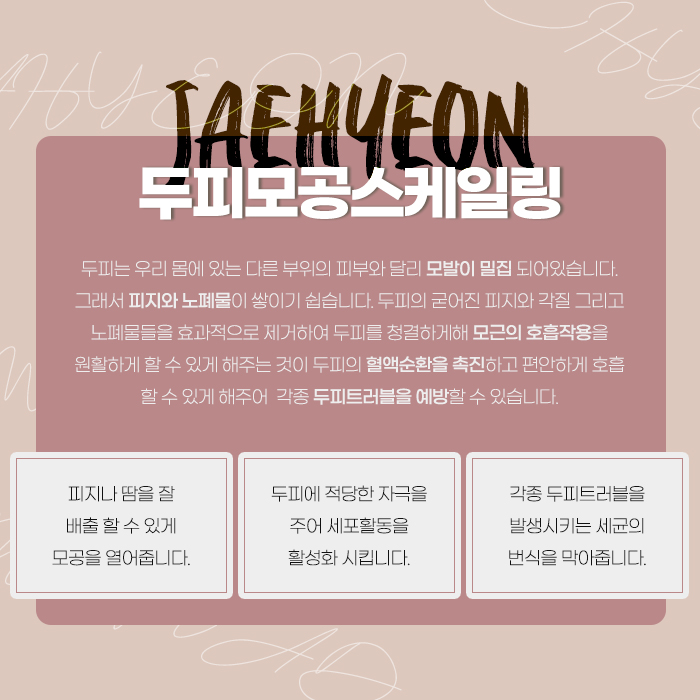 JAEHYEON
두피모공스케일링
두피는 우리 몸에 있는 다른 부위의 피부와 달리 모발이 밀집 되어있습니다.
그래서 피지와 노폐물이 쌓이기 쉽습니다. 두피의 굳어진 피지와 각질 그리고
노폐물들을 효과적으로 제거하여 두피를 청결하게해 모근의 호흡작용을
원활하게 할 수 있게 해주는 것이 두피의 혈액순환을 촉진하고 편안하게 호흡
할 수 있게 해주어 각종 두피트러블을 예방할 수 있습니다.
피지나 땀을 잘
배출 할 수 있게
모공을 열어줍니다.
두피에 적당한 자극을
주어 세포활동을
활성화 시킵니다.
각종 두피트러블을
발생시키는 세균의
번식을 막아줍니다.